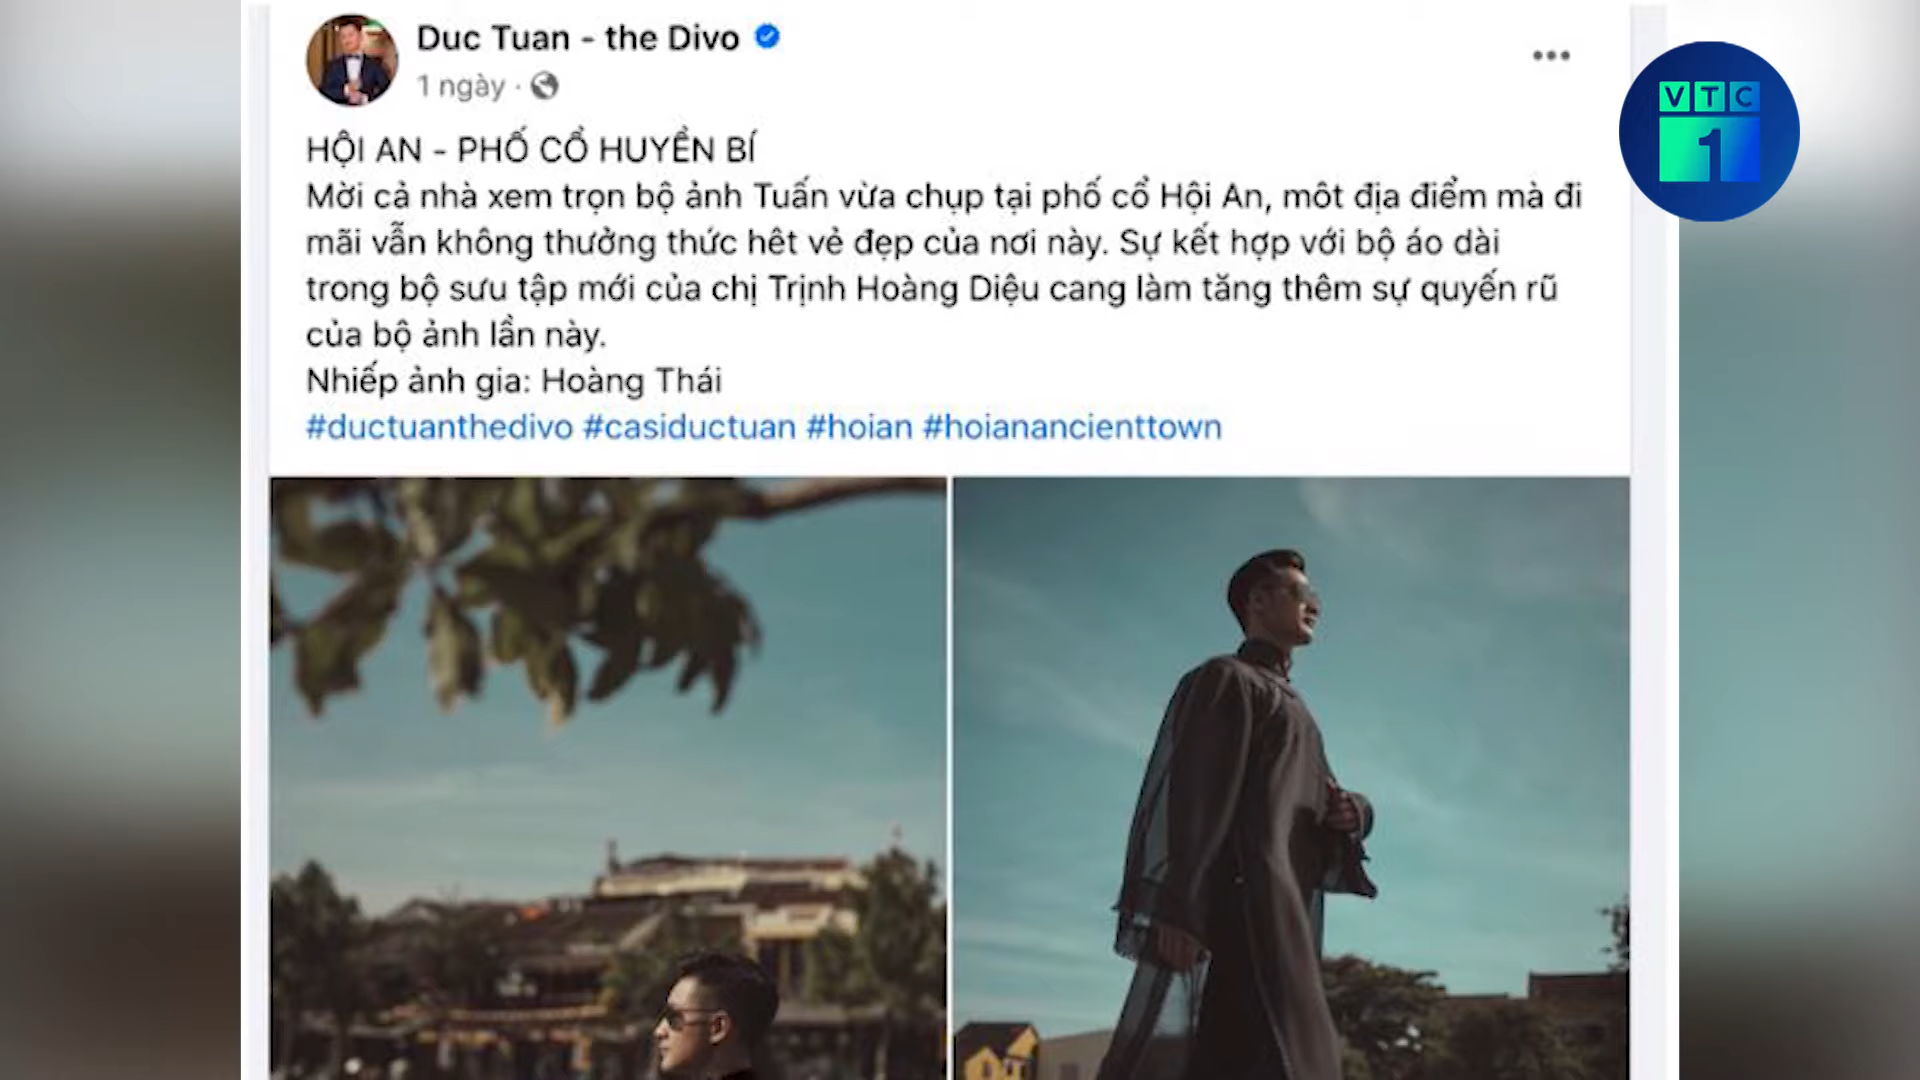 Duc Tuan - the Divo
1 ngày ·
HỘI AN - PHỐ CỔ HUYỀN BÍ
Mời cả nhà xem trọn bộ ảnh Tuấn vừa chụp tại phố cổ Hội An, môt địa điểm mà đi
mãi vẫn không thưởng thức hêt vẻ đẹp của nơi này. Sự kết hợp với bộ áo dài
trong bộ sưu tập mới của chị Trịnh Hoàng Diệu cang làm tăng thêm sự quyến rũ
của bộ ảnh lần này.
Nhiếp ảnh gia: Hoàng Thái
#ductuanthedivo #casiductuan #hoian #hoianancienttown
VTC
1